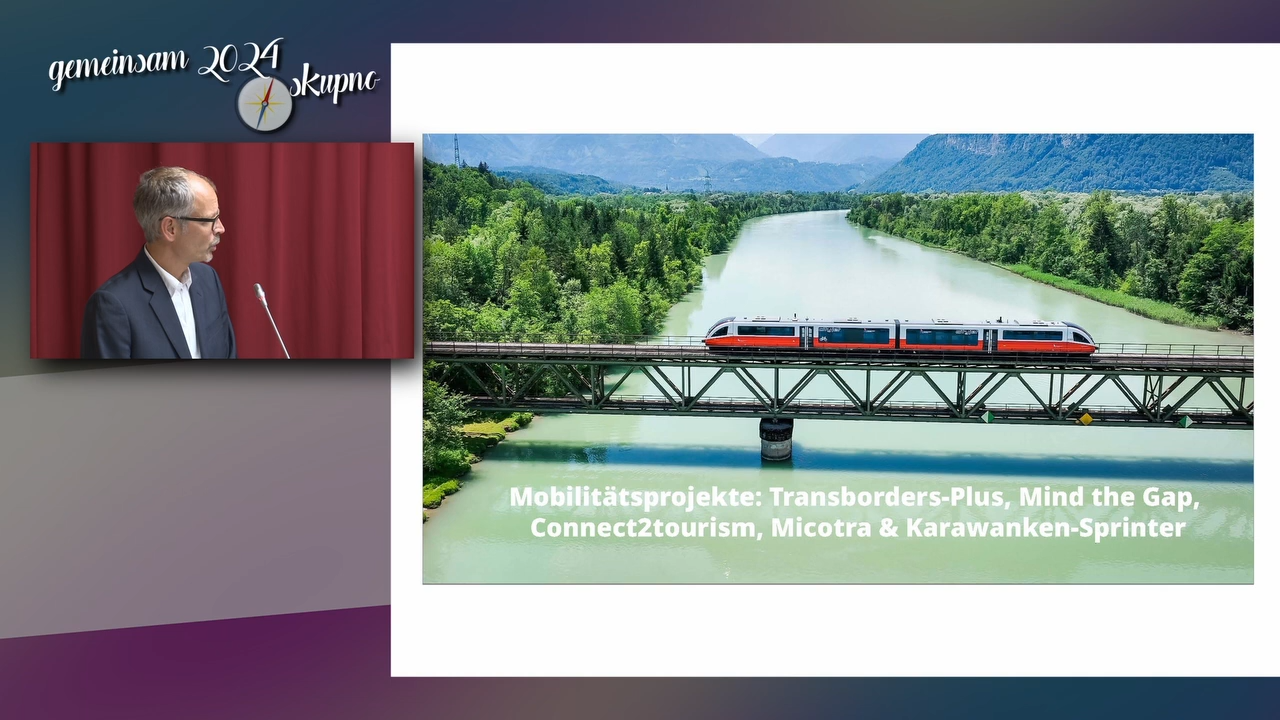 gemeinsam 2024
skupno
Mobilitätsprojekte: Transborders-Plus, Mind the Gap,
Connect2tourism, Micotra & Karawanken-Sprinter